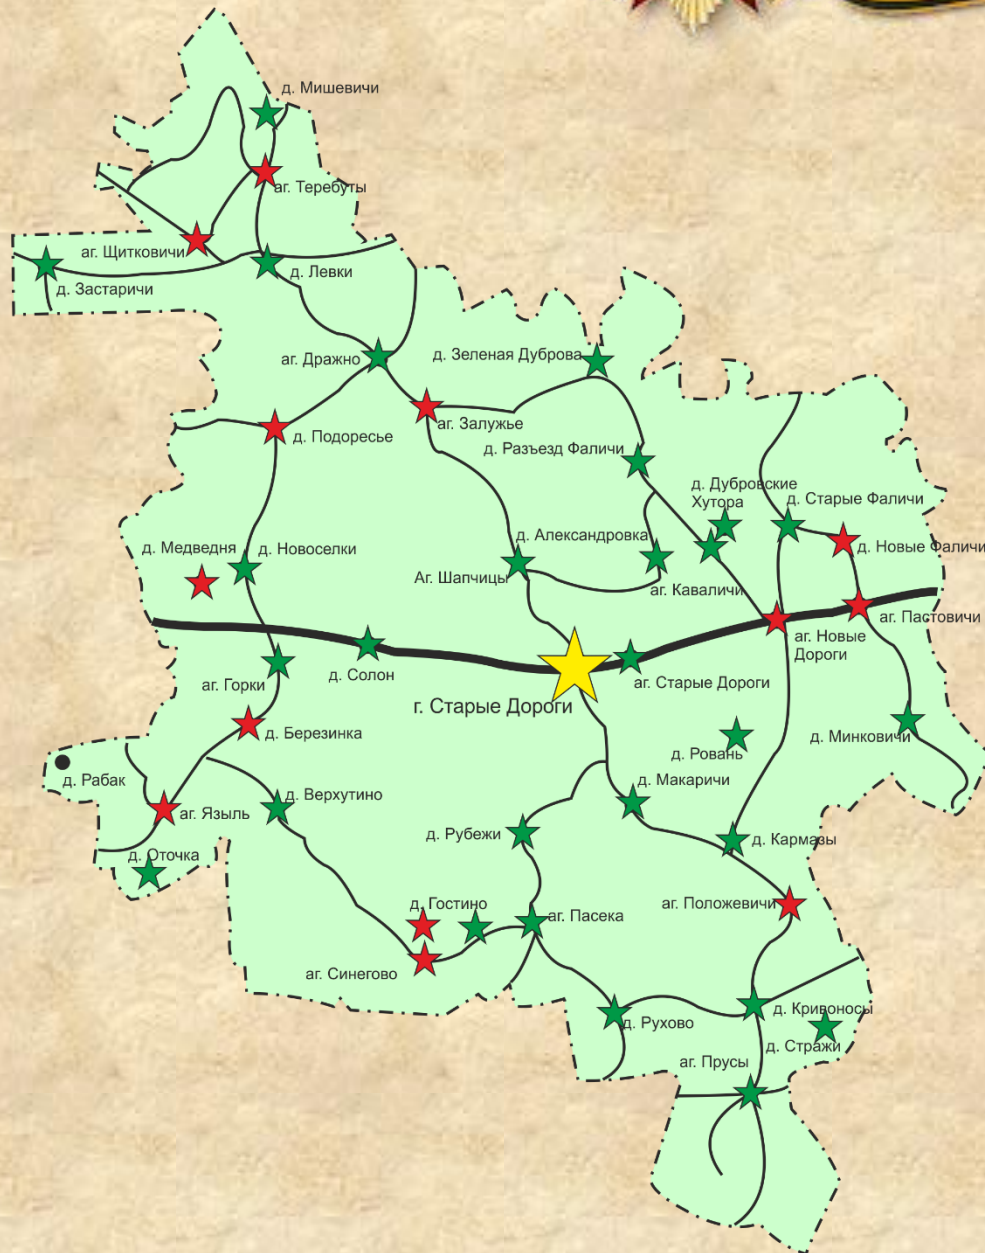 д. Мишевичи
аг. Теребуты
аг. Щитковичи
д. Левки
д. Застаричи
аг. Дражно
д. Зеленая Дуброва
аг. Залужье
д. Подоресье
д. Разъезд Фаличи
д. Дубровские
Хутора
д. Старые Фаличи
д. Александровка
д. Новые Фаличи
д. Медведня
д. Новоселки
Аг. Шапчицы
аг. Каваличи
аг. Пастовичи
аг. Новые
Дороги
аг. Старые Дороги
д. Солон
аг. Горки
г. Старые Дороги
д. Березинка
д. Минковичи
д. Ровань
д. Рабак
д. Макаричи
д. Верхутино
аг. Языль
д. Рубежи
д. Кармазы
д. Оточка
д. Гостино
аг. Положевичи
аг. Пасека
аг. Синегово
д. Кривоносы
д. Рухово
д. Стражи
аг. Прусы